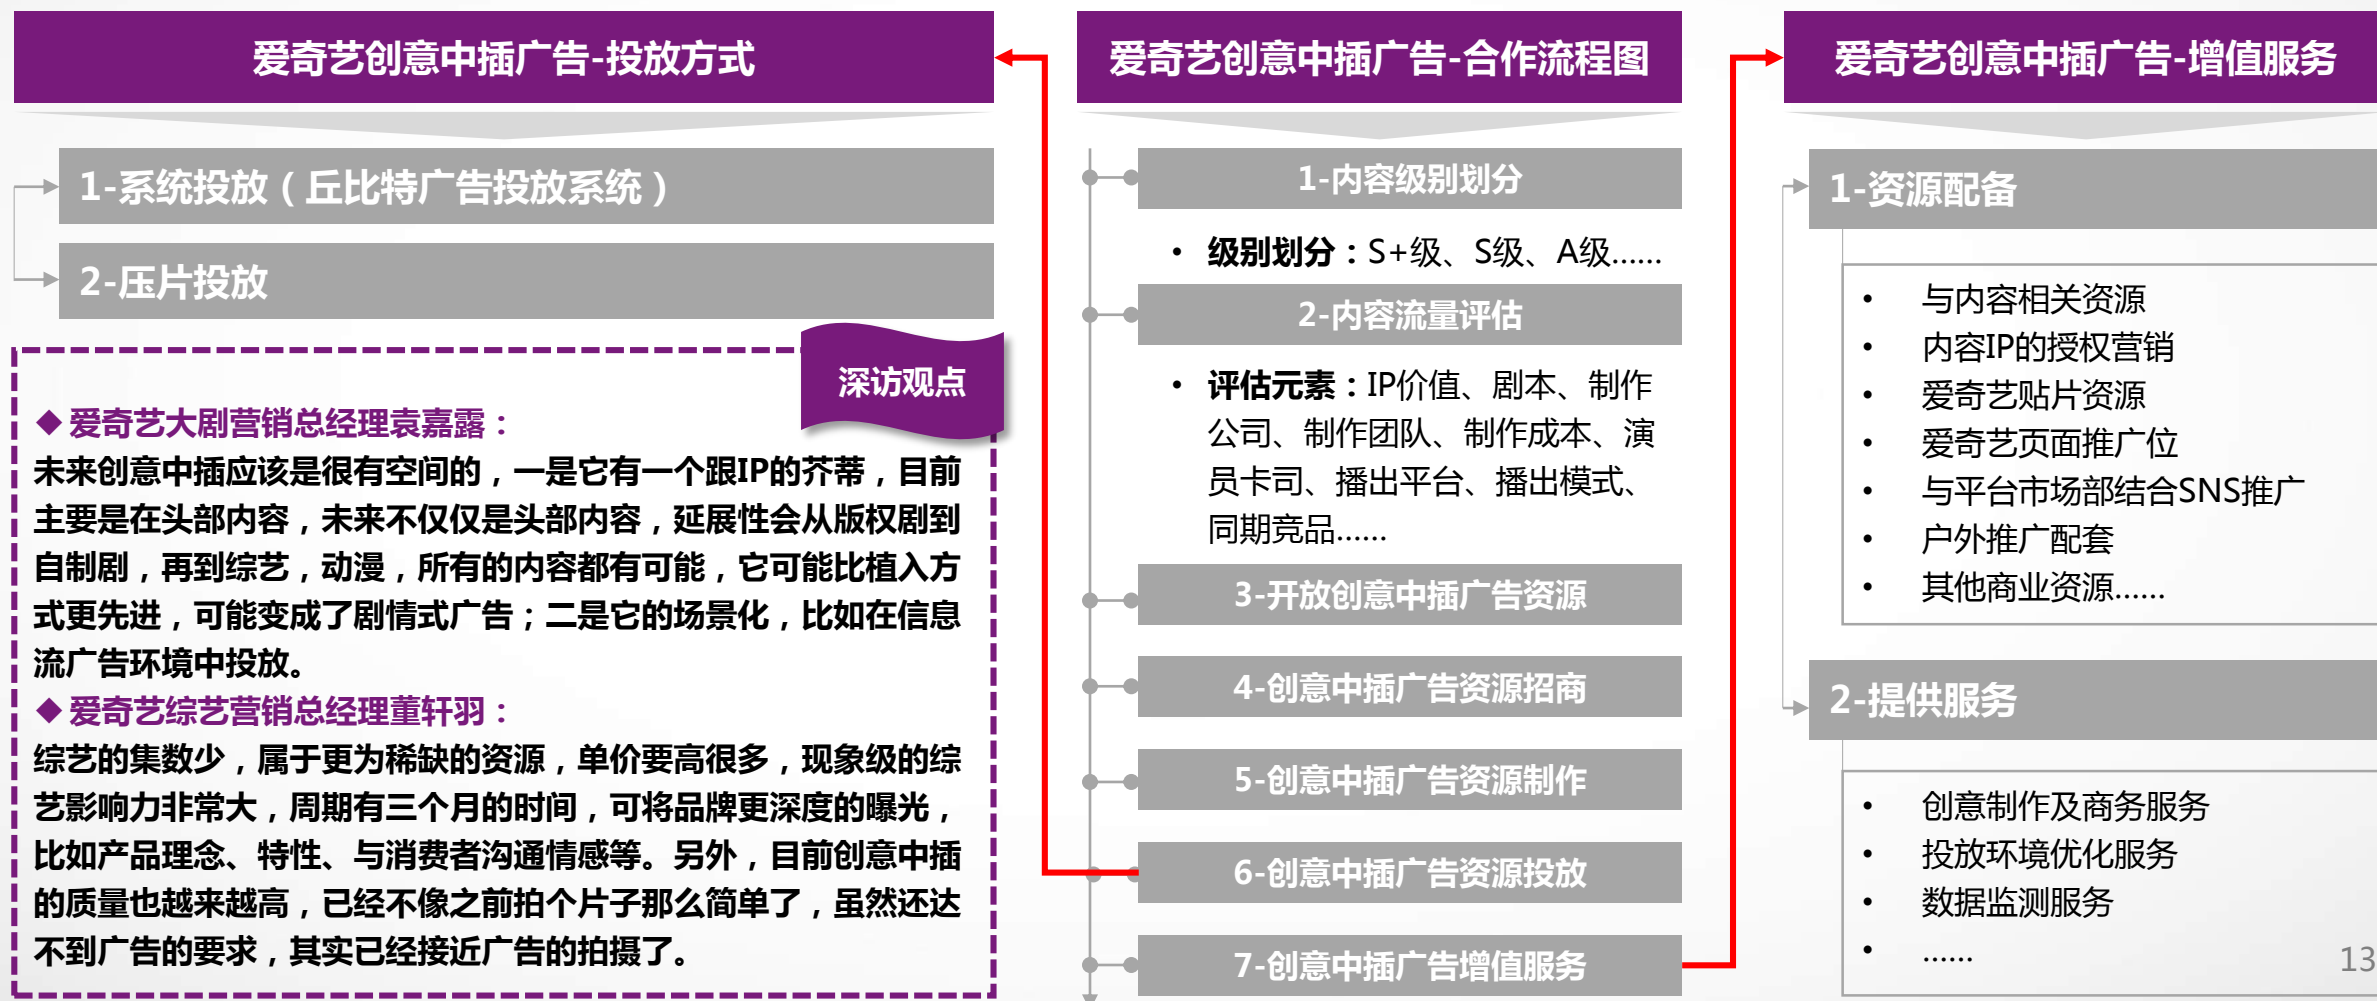 爱奇艺创意中插广告-投放方式
1-系统投放（丘比特广告投放系统）
2-压片投放
深访观点
◆ 爱奇艺大剧营销总经理袁嘉露：
未来创意中插应该是很有空间的，一是它有一个跟IP的芥蒂，目前
主要是在头部内容，未来不仅仅是头部内容，延展性会从版权剧到
自制剧，再到综艺，动漫，所有的内容都有可能，它可能比植入方
式更先进，可能变成了剧情式广告；二是它的场景化，比如在信息
流广告环境中投放。
◆ 爱奇艺综艺营销总经理董轩羽：
综艺的集数少，属于更为稀缺的资源，单价要高很多，现象级的综
艺影响力非常大，周期有三个月的时间，可将品牌更深度的曝光，
比如产品理念、特性、与消费者沟通情感等。另外，目前创意中插
的质量也越来越高，已经不像之前拍个片子那么简单了，虽然还达
不到广告的要求，其实已经接近广告的拍摄了。
爱奇艺创意中插广告-合作流程图
1-内容级别划分
• 级别划分：S+级、S级、A级……
2-内容流量评估
• 评估元素：IP价值、剧本、制作
公司、制作团队、制作成本、演
员卡司、播出平台、播出模式、
同期竞品……
3-开放创意中插广告资源
4-创意中插广告资源招商
5-创意中插广告资源制作
6-创意中插广告资源投放
7-创意中插广告增值服务
爱奇艺创意中插广告-增值服务
1-资源配备
• 与内容相关资源
• 内容IP的授权营销
• 爱奇艺贴片资源
• 爱奇艺页面推广位
• 与平台市场部结合SNS推广
• 户外推广配套
• 其他商业资源……
2-提供服务
• 创意制作及商务服务
• 投放环境优化服务
• 数据监测服务
• ……
13